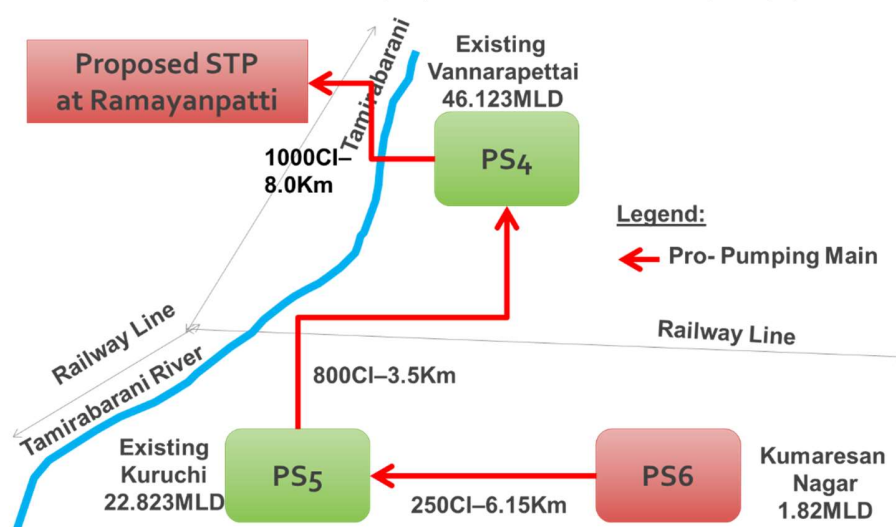 Proposed STP
at Ramayanpatti
Tamirabarani
Existing
Vannarapettai
46.123MLD
PS4
1000CI–
8.0Km
Legend:
Pro- Pumping Main
Railway Line
Railway Line
Tamirabarani River
800CI–3.5Km
Existing
Kuruchi
22.823MLD
PS5
250CI–6.15Km
PS6
Kumaresan
Nagar
1.82MLD